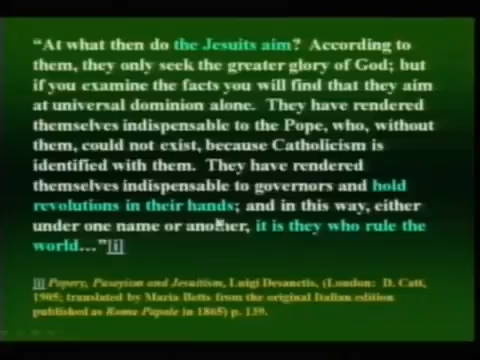 “At what then do the Jesuits aim?  According to
them, they only seek the greater glory of God; but
if you examine the facts you will find that they aim
at universal dominion alone.  They have rendered
themselves indispensable to the Pope, who, without
them, could not exist, because Catholicism is
identified with them.  They have rendered
themselves indispensable to governors and hold
revolutions in their hands; and in this way, either
under one name or another, it is they who rule the
world…”[i]
[i] Popery, Puseyism and Jesuitism, Luigi Desanctis, (London:  D. Catt,
1905; translated by Maria Betts from the original Italian edition
published as Roma Papale in 1865) p. 139.